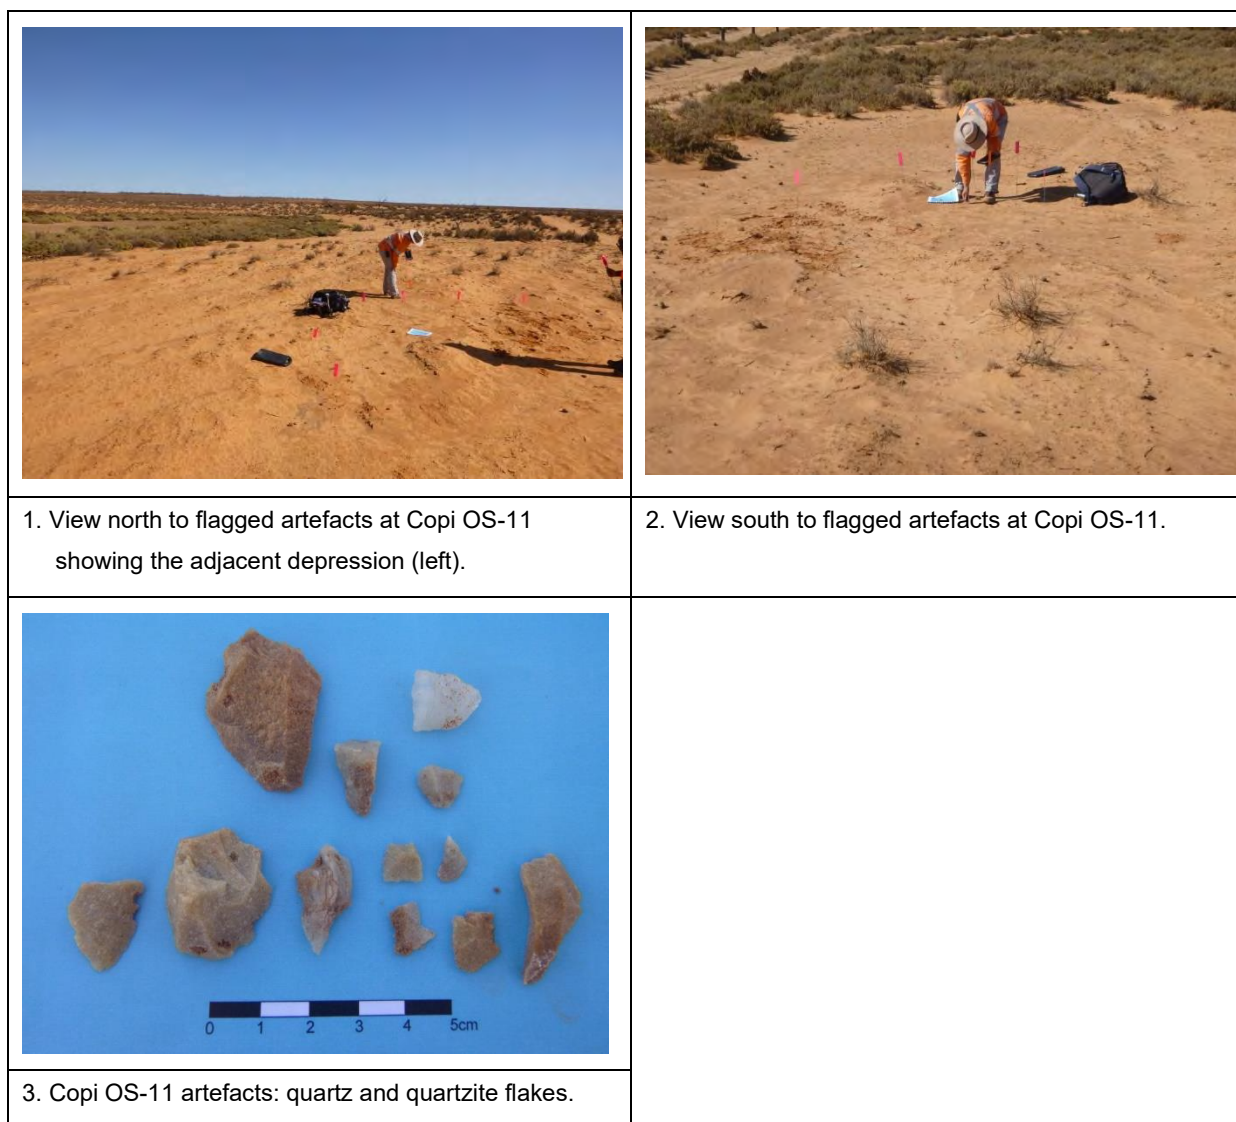 1. View north to flagged artefacts at Copi OS-11
showing the adjacent depression (left).
2. View south to flagged artefacts at Copi OS-11.
0 1 2 3 4 5cm
3. Copi OS-11 artefacts: quartz and quartzite flakes.